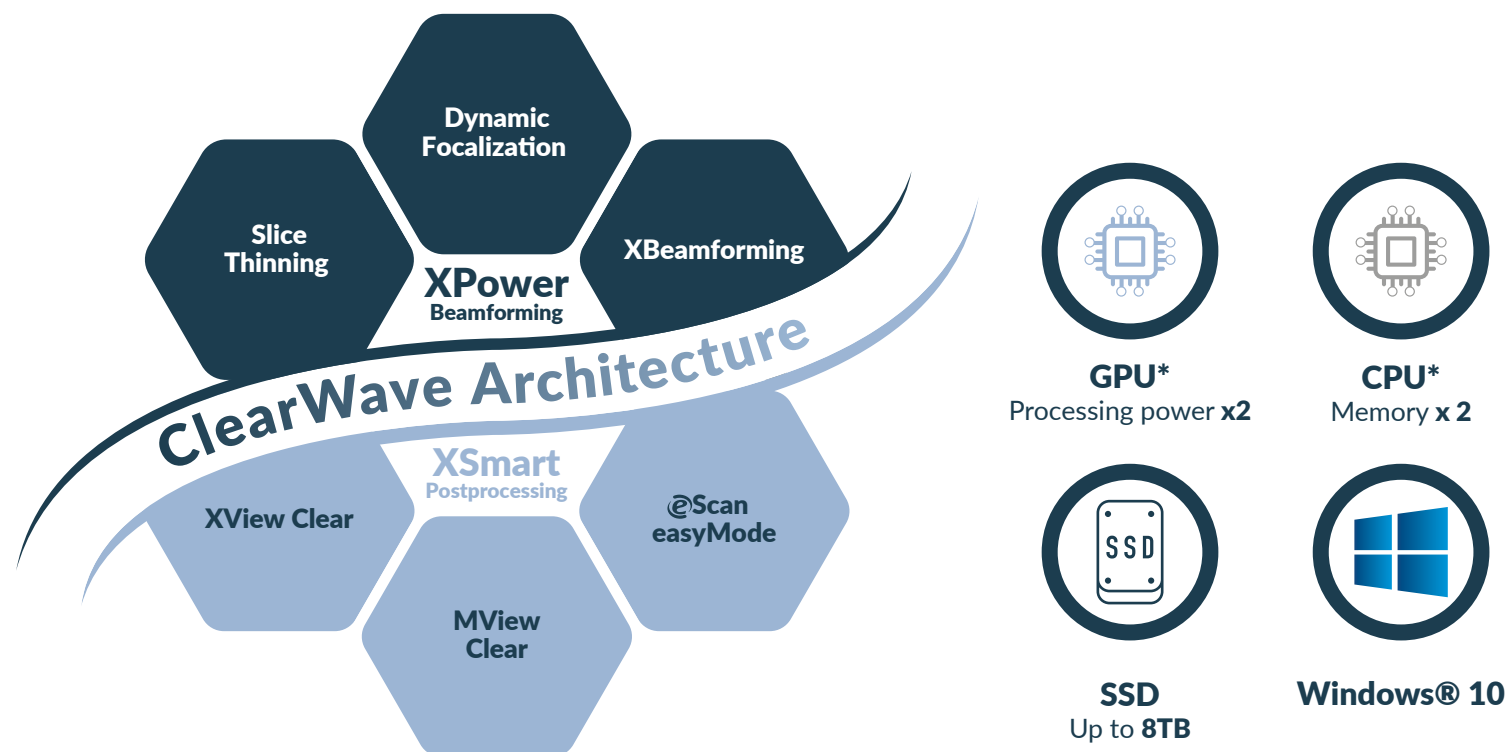 Dynamic
Focalization
Slice
Thinning
XBeamforming
XPower
Beamforming
ClearWave Architecture
XSmart
Postprocessing
XView Clear
eScan
easyMode
MView
Clear
GPU*
Processing power x2
CPU*
Memory x 2
SSD
SSD
Up to 8TB
Windows® 10